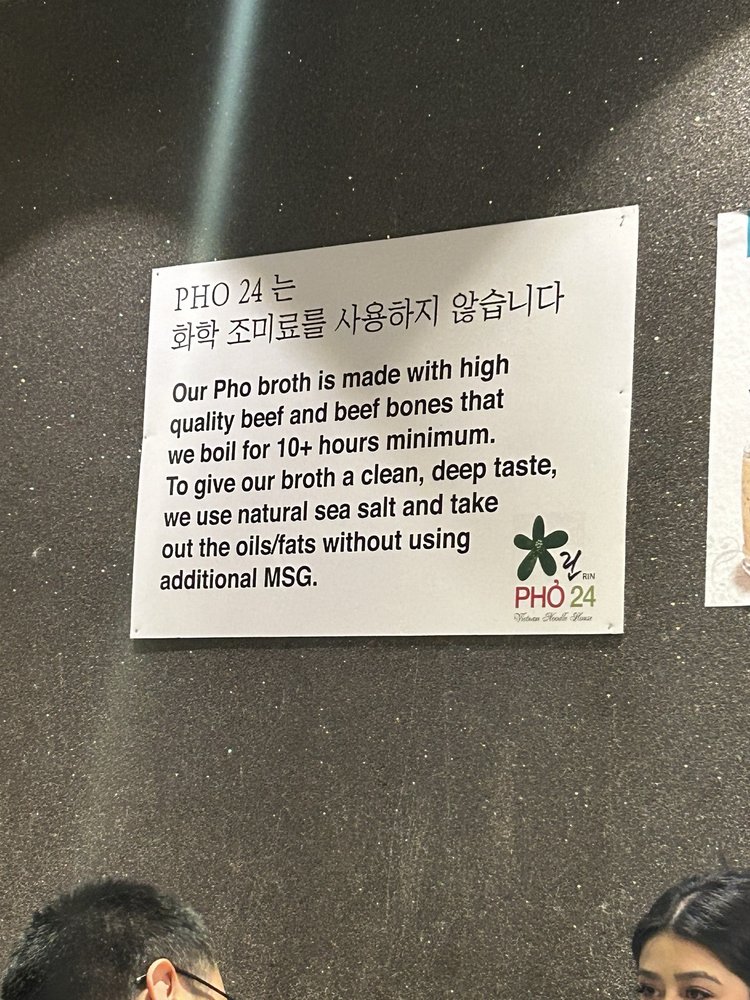 PHO 24 는
화학 조미료를 사용하지 않습니다
Our Pho broth is made with high
quality beef and beef bones that
we boil for 10+ hours minimum.
To give our broth a clean, deep taste,
we use natural sea salt and take
out the oils/fats without using
additional MSG.
린 RIN
PHỞ 24
Vietnam Noodle House